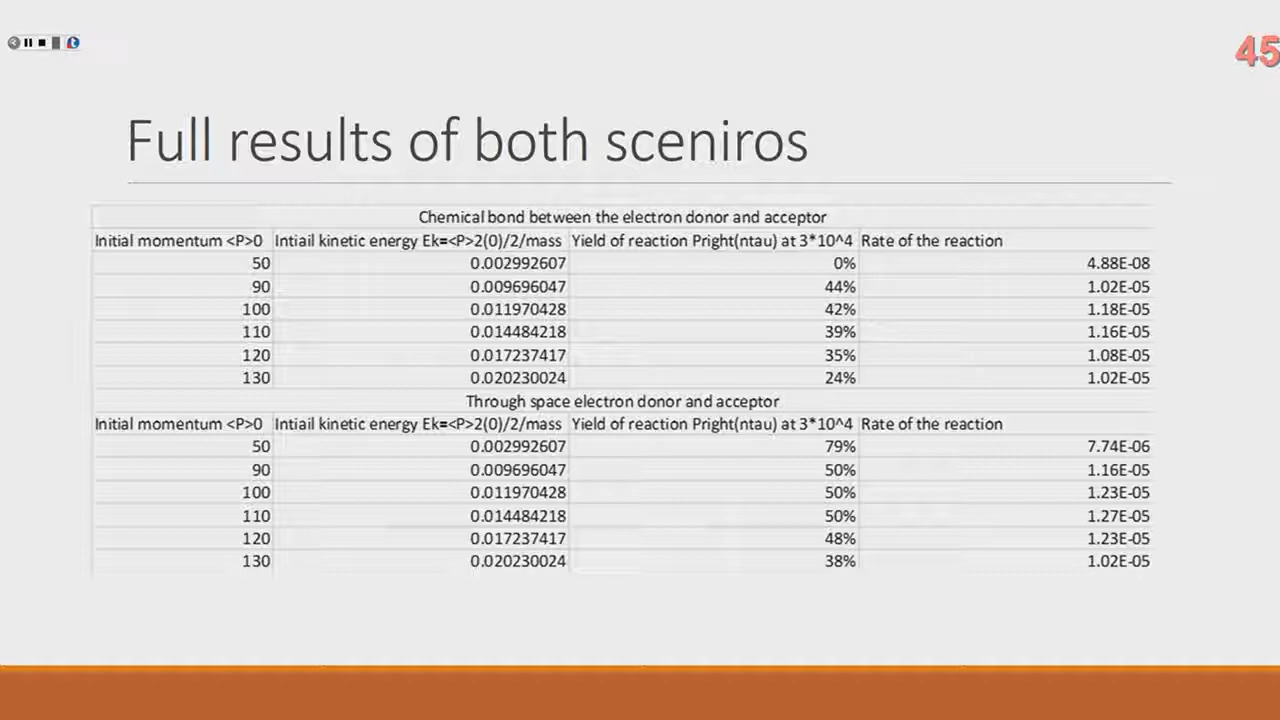 45
Full results of both sceniros
Chemical bond between the electron donor and acceptor
Initial momentum <P>0 Intiail kinetic energy Ek=<P>2(0)/2/mass Yield of reaction Pright(ntau) at 3*10^4 Rate of the reaction
50 0.002992607 0% 4.88E-08
90 0.009696047 44% 1.02E-05
100 0.011970428 42% 1.18E-05
110 0.014484218 39% 1.16E-05
120 0.017237417 35% 1.08E-05
130 0.020230024 24% 1.02E-05
Through space electron donor and acceptor
Initial momentum <P>0 Intiail kinetic energy Ek=<P>2(0)/2/mass Yield of reaction Pright(ntau) at 3*10^4 Rate of the reaction
50 0.002992607 79% 7.74E-06
90 0.009696047 50% 1.16E-05
100 0.011970428 50% 1.23E-05
110 0.014484218 50% 1.27E-05
120 0.017237417 48% 1.23E-05
130 0.020230024 38% 1.02E-05